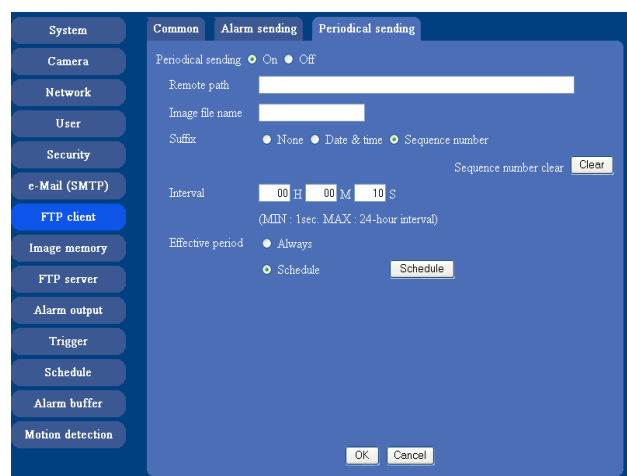 System
Camera
Network
User
Security
e-Mail (SMTP)
FTP client
Image memory
FTP server
Alarm output
Trigger
Schedule
Alarm buffer
Motion detection
Common Alarm sending Periodical sending
Periodical sending On Off
Remote path
Image file name
Suffix None Date & time Sequence number
Sequence number clear Clear
Interval 00 H 00 M 10 S
(MIN : 1sec. MAX : 24-hour interval)
Effective period Always
Schedule Schedule
OK Cancel